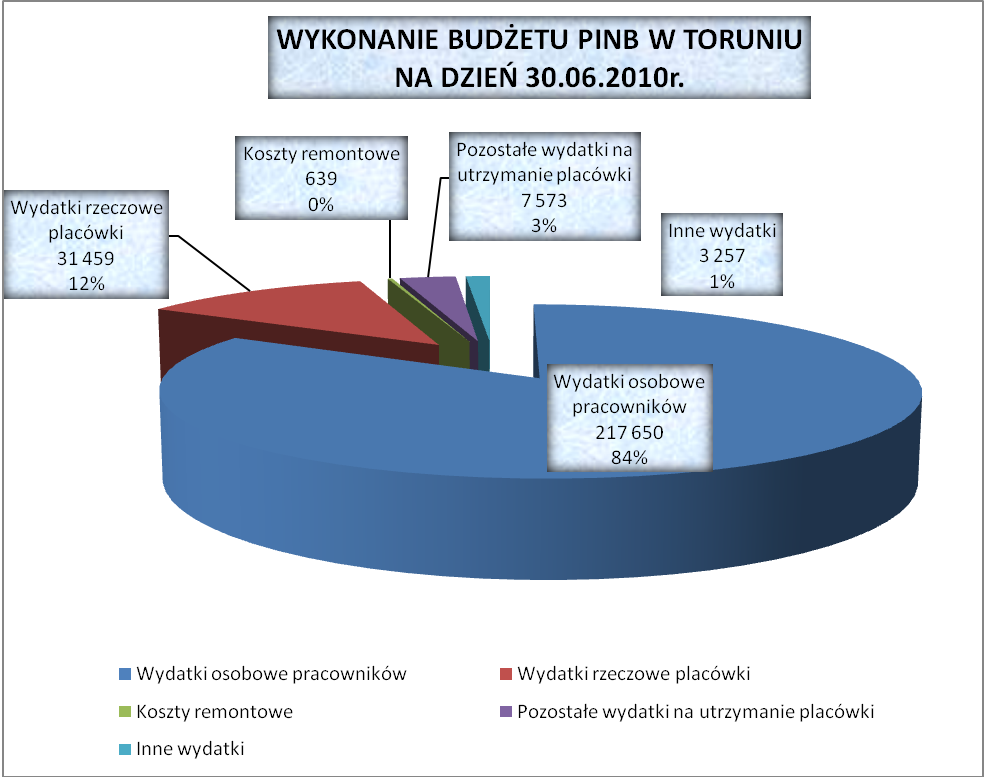 WYKONANIE BUDŻETU PINB W TORUNIU
NA DZIEŃ 30.06.2010r.
Koszty remontowe
639
0%
Pozostałe wydatki na
utrzymanie placówki
7 573
3%
Wydatki rzeczowe
placówki
31 459
12%
Inne wydatki
3 257
1%
Wydatki osobowe
pracowników
217 650
84%
Wydatki osobowe pracowników
Wydatki rzeczowe placówki
Koszty remontowe
Pozostałe wydatki na utrzymanie placówki
Inne wydatki